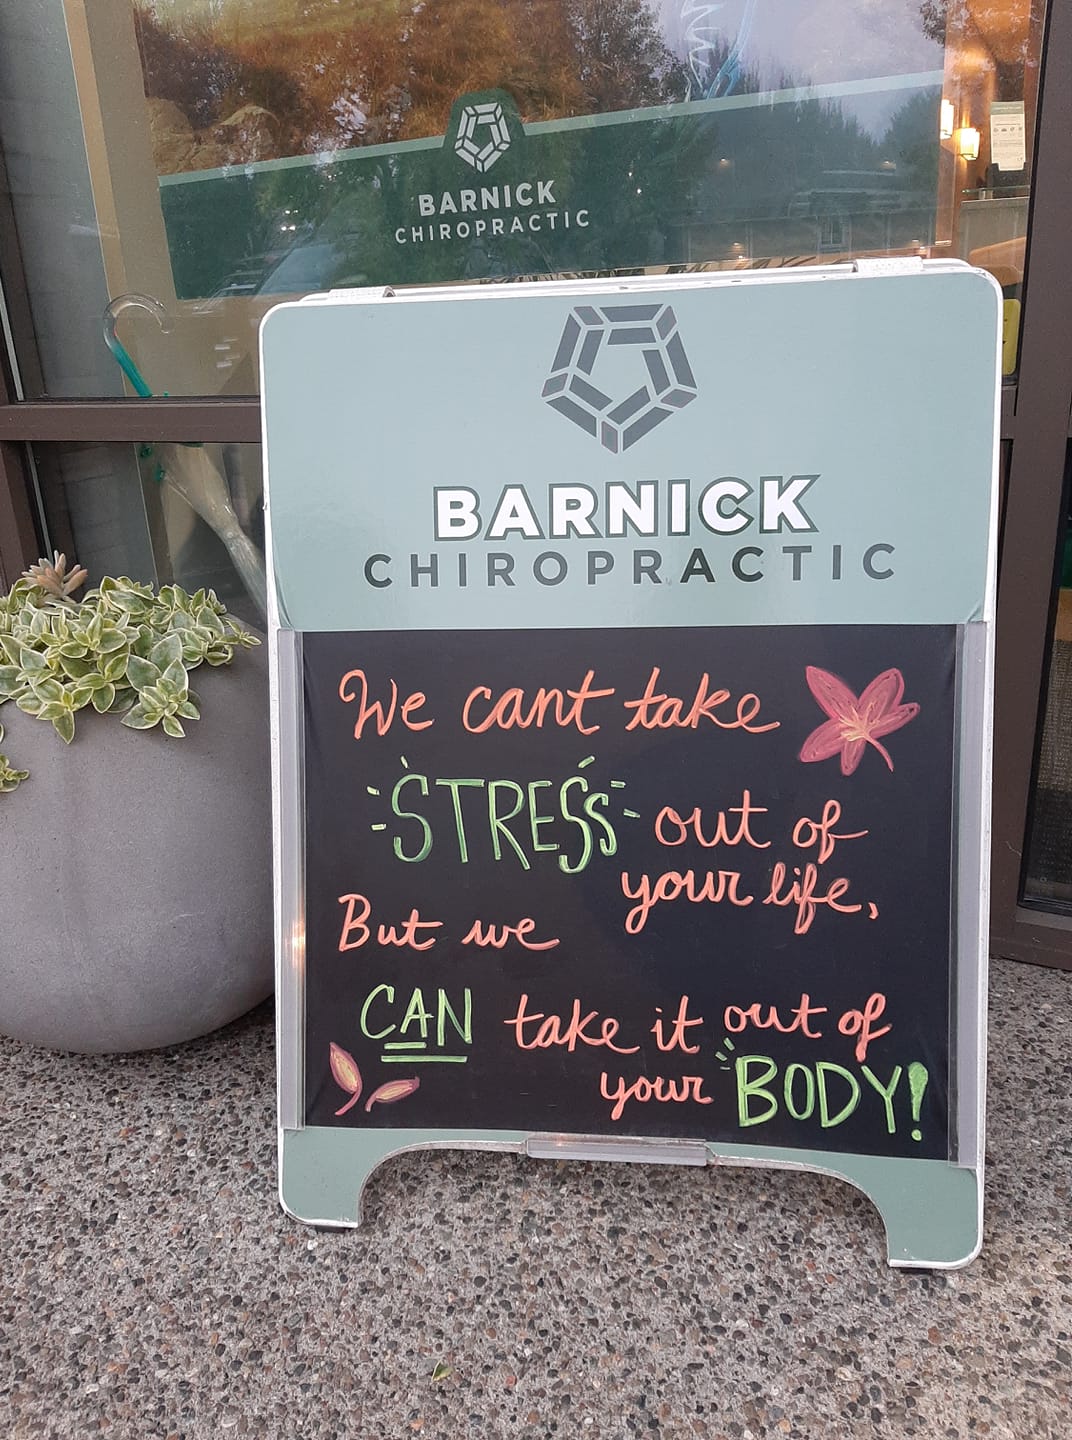 BARNICK
CHIROPRACTIC
BARNICK
CHIROPRACTIC
We cant take
STRESS out of
your life,
But we
CAN take it out of
your BODY!